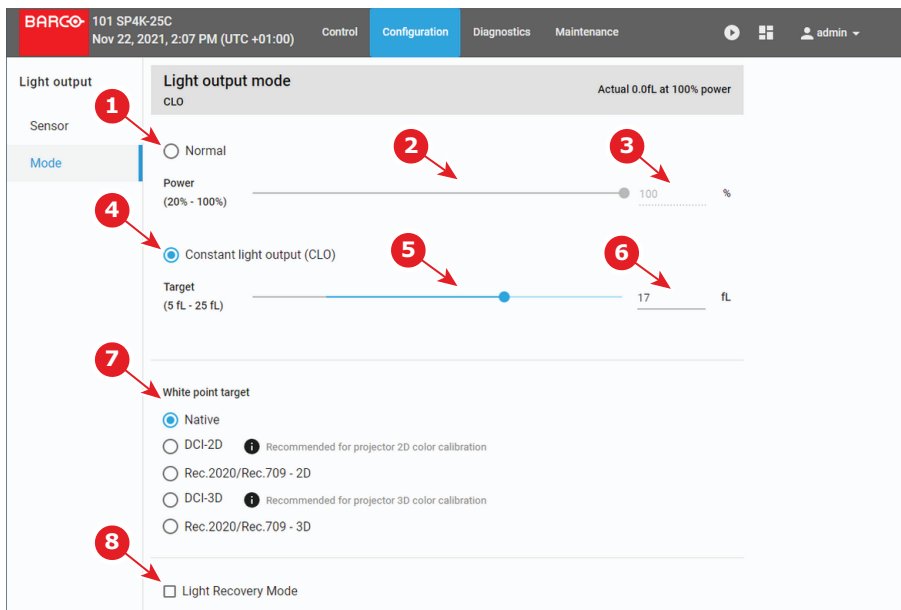 BARCO 101 SP4K-25C
Nov 22, 2021, 2:07 PM (UTC +01:00)
Control Configuration Diagnostics Maintenance admin
Light output
Sensor
Mode
Light output mode
CLO
Actual 0.0fL at 100% power
1
Normal
2
3
Power
(20% - 100%)
100 %
4
Constant light output (CLO)
5
6
Target
(5 fL - 25 fL)
17 fL
7
White point target
Native
DCI-2D i Recommended for projector 2D color calibration
Rec.2020/Rec.709 - 2D
DCI-3D i Recommended for projector 3D color calibration
Rec.2020/Rec.709 - 3D
8
Light Recovery Mode